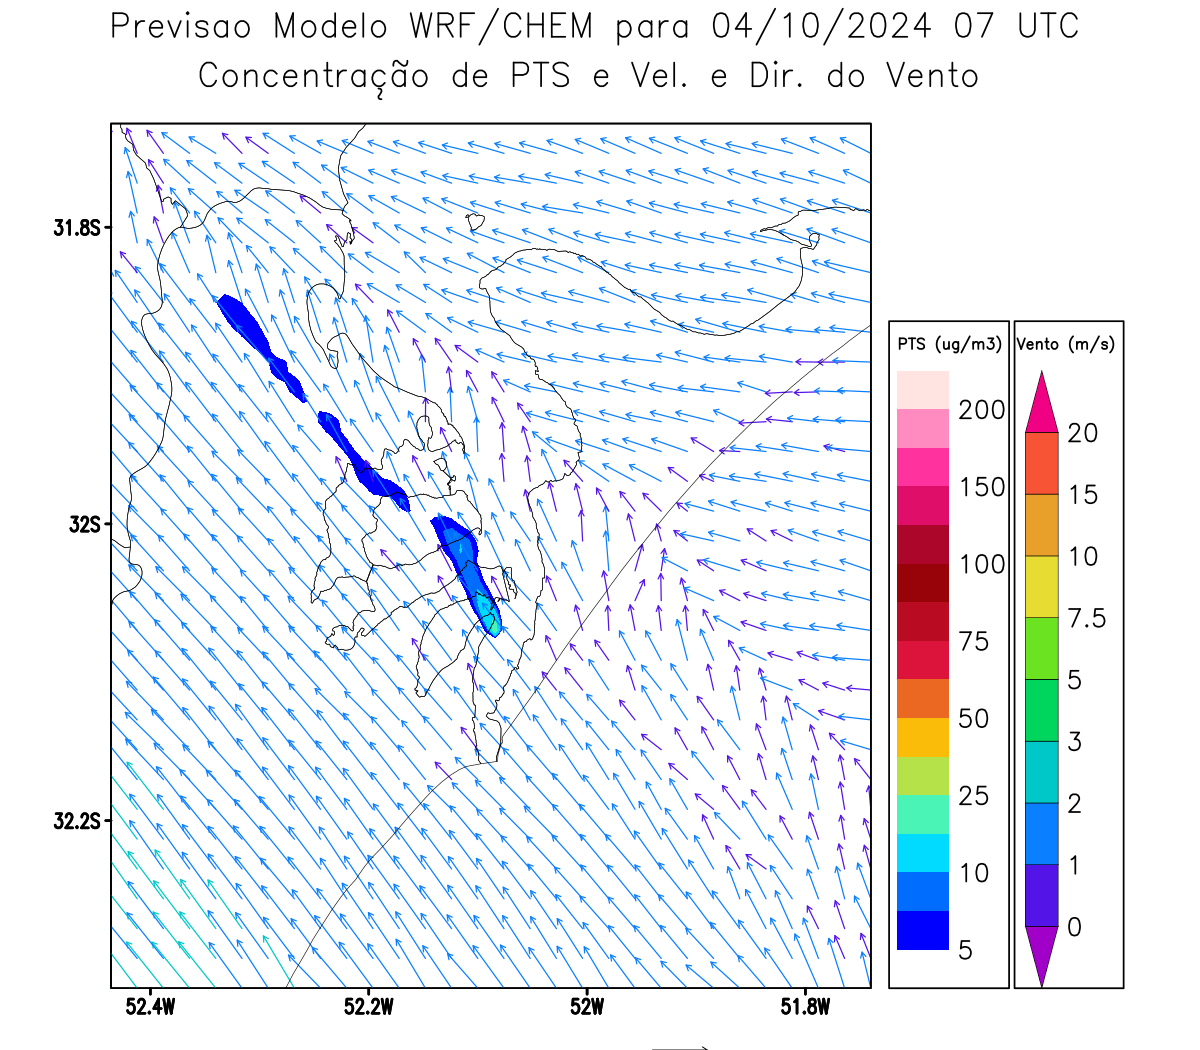 Previsao Modelo WRF/CHEM para 04/10/2024 07 UTC
Concentração de PTS e Vel. e Dir. do Vento
31.8S
32S
32.2S
52.4W 52.2W 52W 51.8W
PTS (ug/m3)
200
150
100
75
50
25
10
5
Vento (m/s)
20
15
10
7.5
5
3
2
1
0